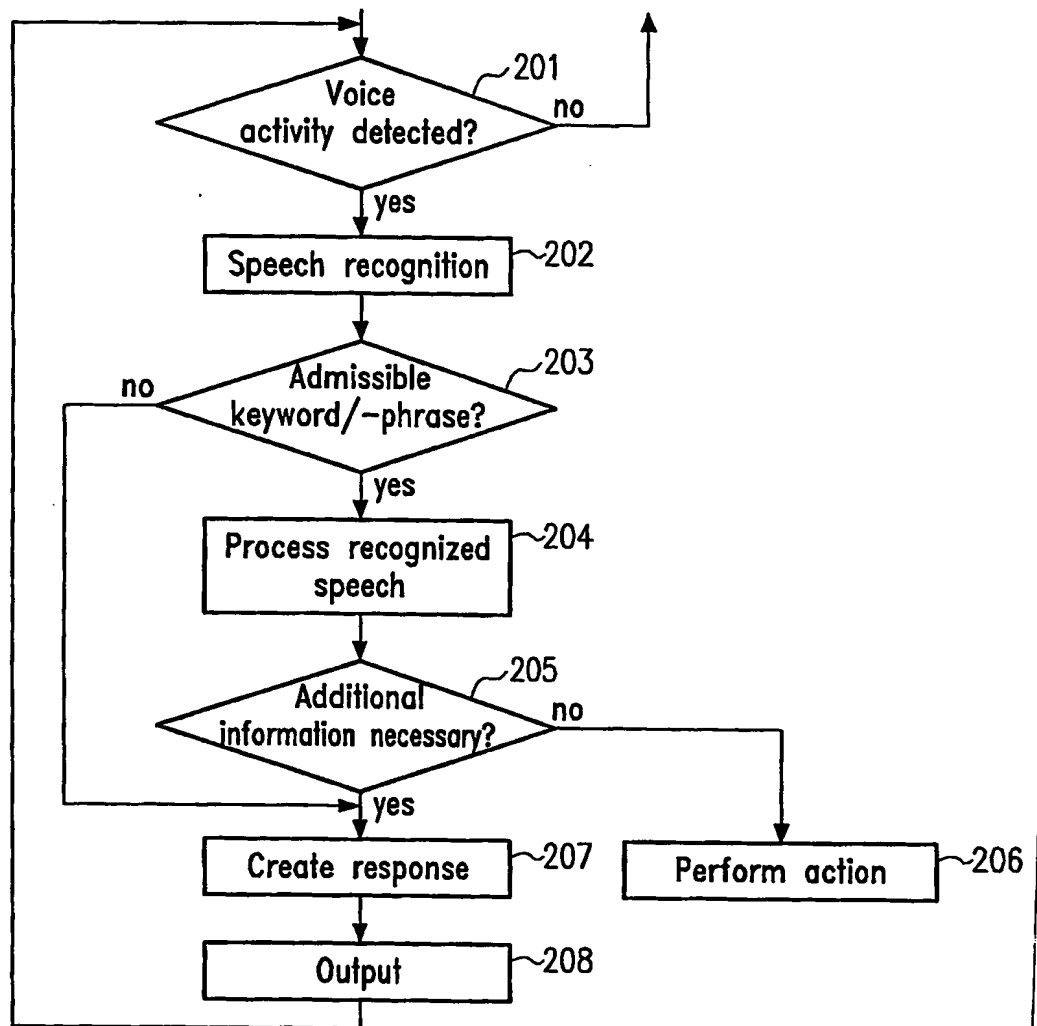 201
Voice
activity detected?
no
yes
Speech recognition
202
203
no
Admissible
keyword/-phrase?
yes
Process recognized
speech
204
205
Additional
information necessary?
no
yes
Create response
207
Perform action
206
Output
208